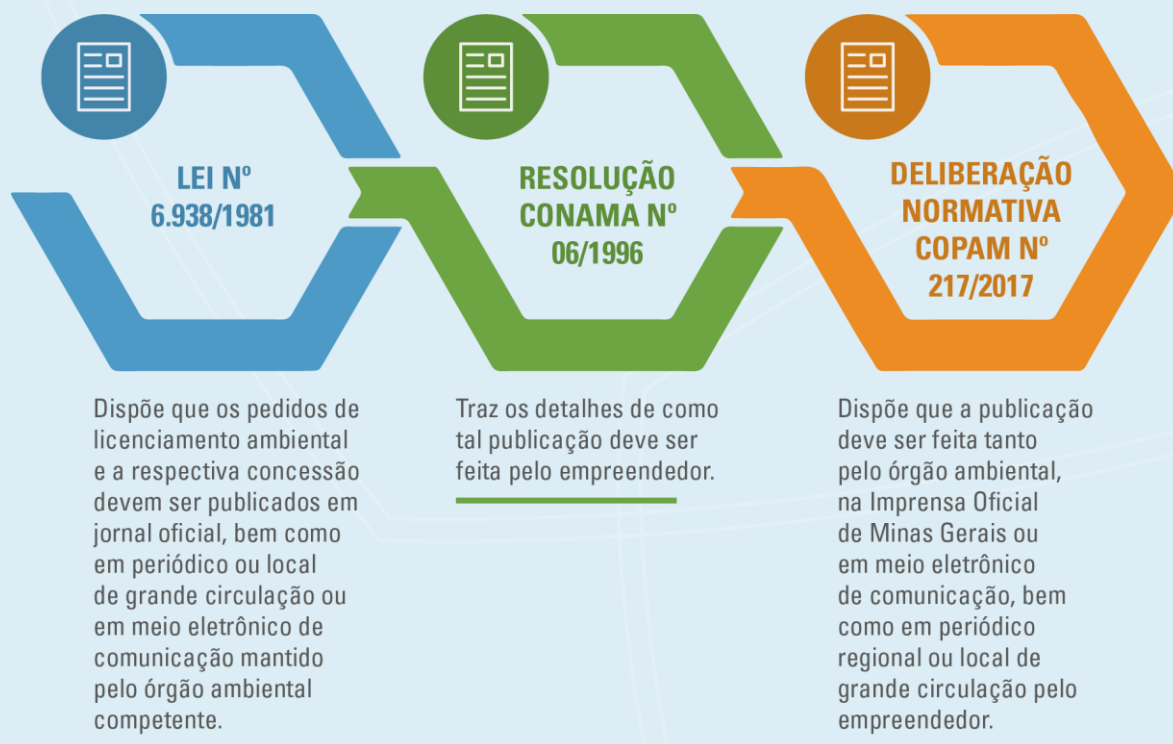 LEI Nº
6.938/1981
Dispõe que os pedidos de
licenciamento ambiental
e a respectiva concessão
devem ser publicados em
jornal oficial, bem como
em periódico ou local
de grande circulação ou
em meio eletrônico de
comunicação mantido
pelo órgão ambiental
competente.
RESOLUÇÃO
CONAMA Nº
06/1996
Traz os detalhes de como
tal publicação deve ser
feita pelo empreendedor.
DELIBERAÇÃO
NORMATIVA
COPAM Nº
217/2017
Dispõe que a publicação
deve ser feita tanto
pelo órgão ambiental,
na Imprensa Oficial
de Minas Gerais ou
em meio eletrônico
de comunicação, bem
como em periódico
regional ou local de
grande circulação pelo
empreendedor.